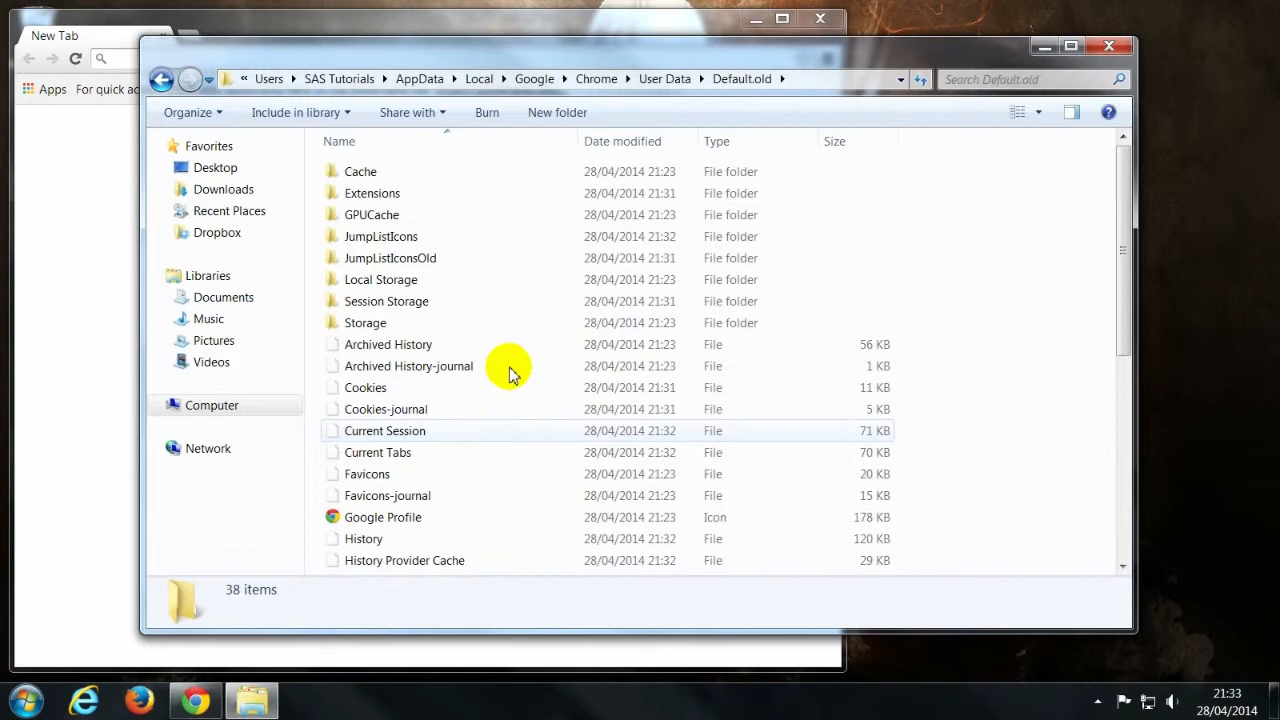 New Tab
Apps For quick ac
« Users SAS Tutorials AppData Local Google Chrome User Data Default.old
Search Default.old
Organize Include in library Share with Burn New folder
Name Date modified Type Size
Favorites
Desktop
Downloads
Recent Places
Dropbox
Libraries
Documents
Music
Pictures
Videos
Computer
Network
Cache 28/04/2014 21:23 File folder
Extensions 28/04/2014 21:31 File folder
GPUCache 28/04/2014 21:23 File folder
JumpListIcons 28/04/2014 21:32 File folder
JumpListIconsOld 28/04/2014 21:31 File folder
Local Storage 28/04/2014 21:23 File folder
Session Storage 28/04/2014 21:31 File folder
Storage 28/04/2014 21:23 File folder
Archived History 28/04/2014 21:23 File 56 KB
Archived History-journal 28/04/2014 21:23 File 1 KB
Cookies 28/04/2014 21:31 File 11 KB
Cookies-journal 28/04/2014 21:31 File 5 KB
Current Session 28/04/2014 21:32 File 71 KB
Current Tabs 28/04/2014 21:32 File 70 KB
Favicons 28/04/2014 21:23 File 20 KB
Favicons-journal 28/04/2014 21:23 File 15 KB
Google Profile 28/04/2014 21:23 Icon 178 KB
History 28/04/2014 21:32 File 120 KB
History Provider Cache 28/04/2014 21:32 File 29 KB
38 items
21:33
28/04/2014